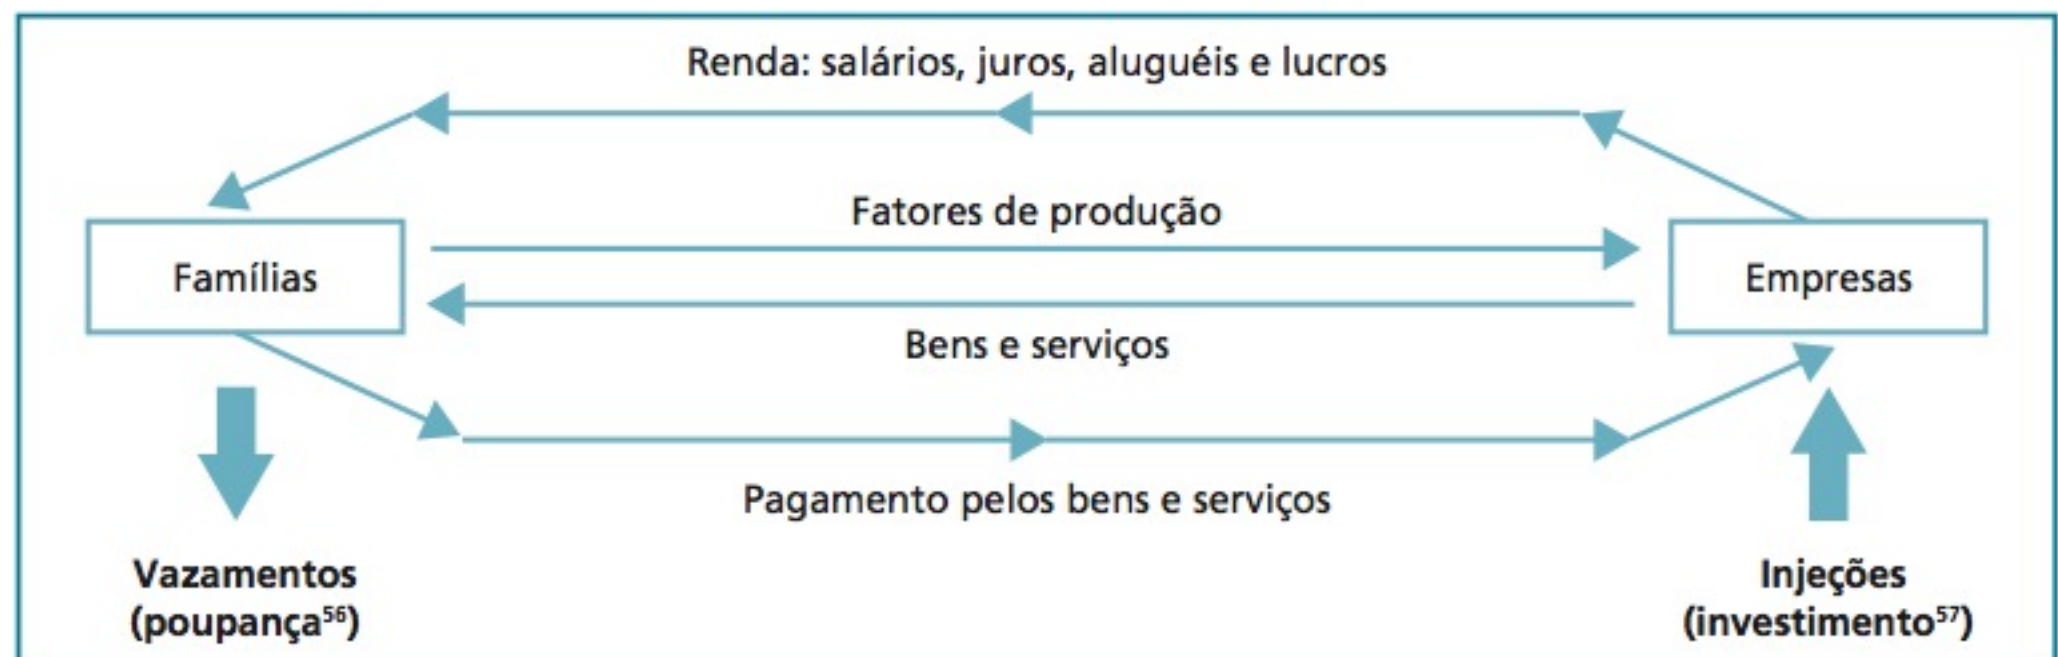 Renda: salários, juros, aluguéis e lucros
Fatores de produção
Famílias
Empresas
Bens e serviços
Pagamento pelos bens e serviços
Vazamentos
(poupança⁵⁶)
Injeções
(investimento⁵⁷)